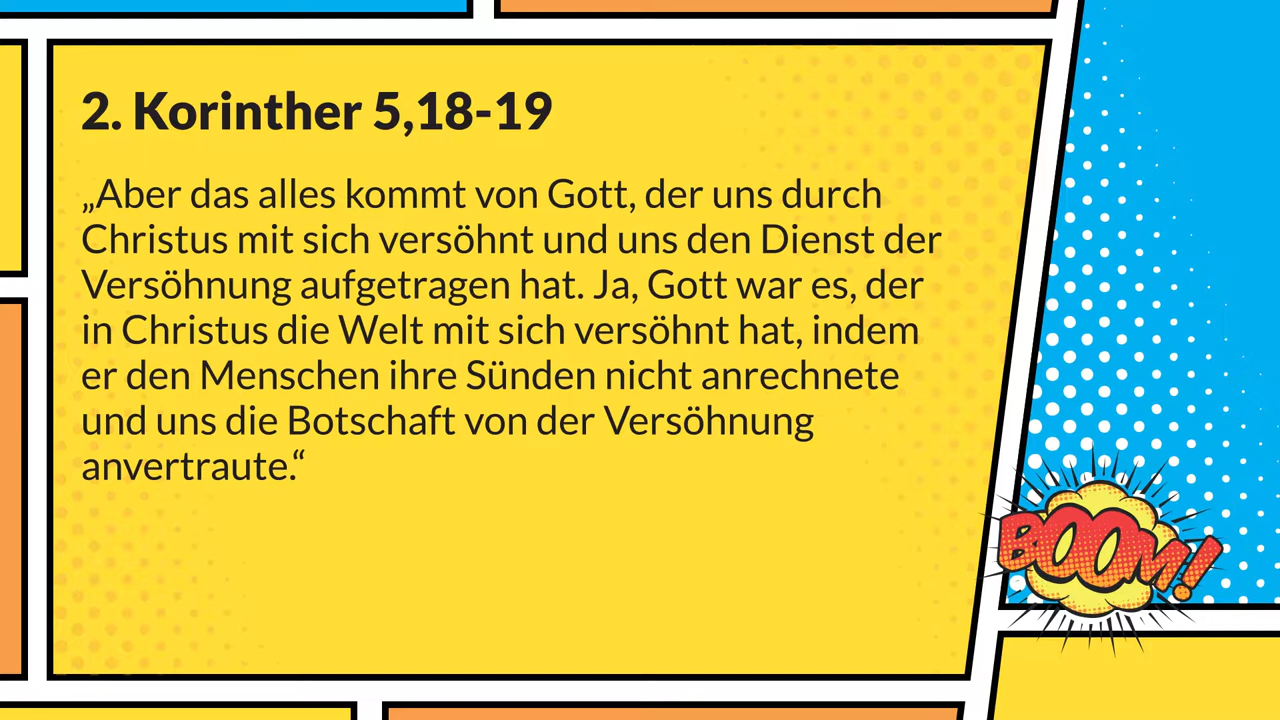 2. Korinther 5,18-19
„Aber das alles kommt von Gott, der uns durch
Christus mit sich versöhnt und uns den Dienst der
Versöhnung aufgetragen hat. Ja, Gott war es, der
in Christus die Welt mit sich versöhnt hat, indem
er den Menschen ihre Sünden nicht anrechnete
und uns die Botschaft von der Versöhnung
anvertraute.“
BOOM!